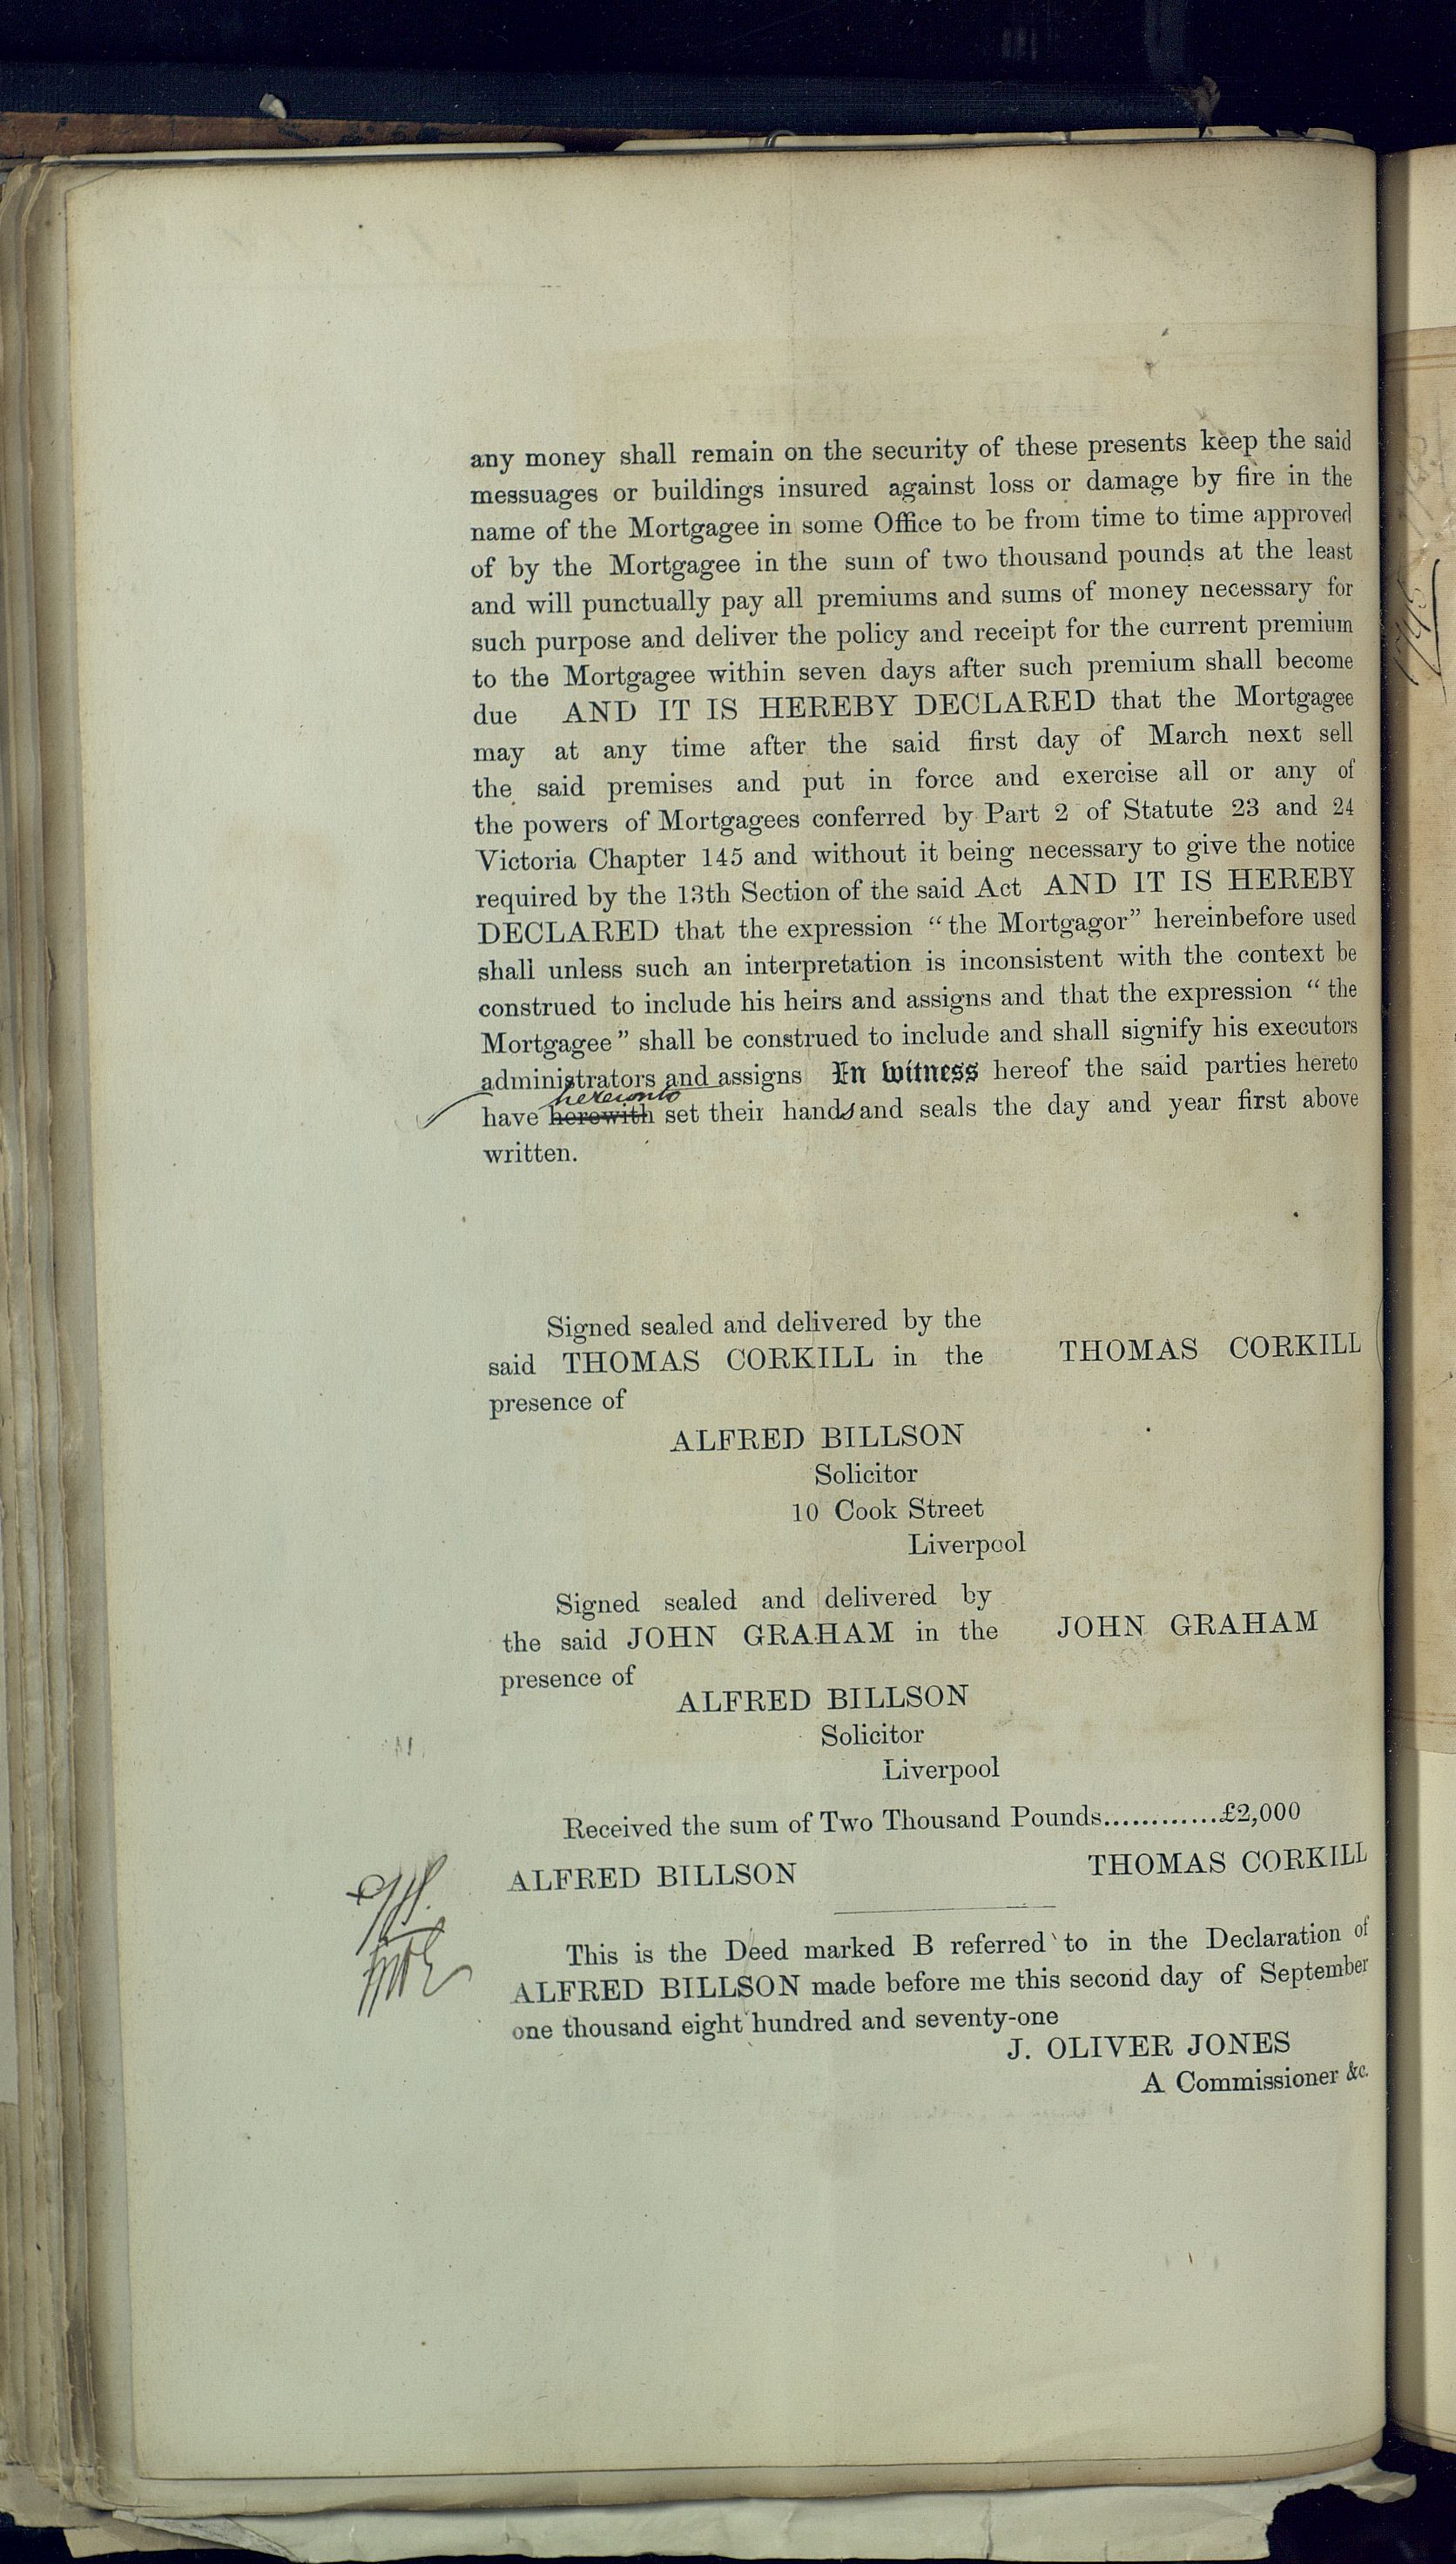 any money shall remain on the security of these presents keep the said
messuages or buildings insured against loss or damage by fire in the
name of the Mortgagee in some Office to be from time to time approved
of by the Mortgagee in the sum of two thousand pounds at the least
and will punctually pay all premiums and sums of money necessary for
such purpose and deliver the policy and receipt for the current premium
to the Mortgagee within seven days after such premium shall become
due AND IT IS HEREBY DECLARED that the Mortgagee
may at any time after the said first day of March next sell
the said premises and put in force and exercise all or any of
the powers of Mortgagees conferred by Part 2 of Statute 23 and 24
Victoria Chapter 145 and without it being necessary to give the notice
required by the 13th Section of the said Act AND IT IS HEREBY
DECLARED that the expression “the Mortgagor” hereinbefore used
shall unless such an interpretation is inconsistent with the context be
construed to include his heirs and assigns and that the expression “the
Mortgagee” shall be construed to include and shall signify his executors
administrators and assigns In witness hereof the said parties hereto
hereunto
have herewith set their hands and seals the day and year first above
written.
Signed sealed and delivered by the
said THOMAS CORKILL in the THOMAS CORKILL
presence of
ALFRED BILLSON
Solicitor
10 Cook Street
Liverpool
Signed sealed and delivered by
the said JOHN GRAHAM in the JOHN GRAHAM
presence of
ALFRED BILLSON
Solicitor
Liverpool
Received the sum of Two Thousand Pounds............£2,000
ALFRED BILLSON THOMAS CORKILL
This is the Deed marked B referred to in the Declaration of
ALFRED BILLSON made before me this second day of September
one thousand eight hundred and seventy-one
J. OLIVER JONES
A Commissioner &c.